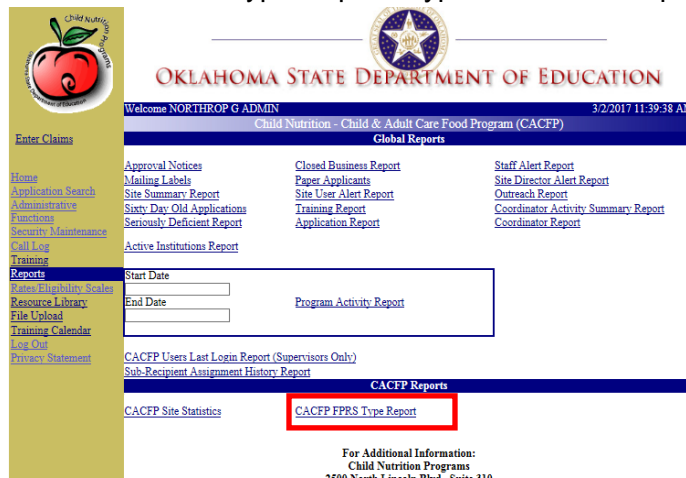 Child Nutrition Programs
OKLAHOMA STATE DEPARTMENT OF EDUCATION
Welcome NORTHROP G ADMIN 3/2/2017 11:39:38 AM
Child Nutrition - Child & Adult Care Food Program (CACFP)
Global Reports
Enter Claims
Home
Application Search
Administrative
Functions
Security Maintenance
Call Log
Training
Reports
Rates/Eligibility Scales
Resource Library
File Upload
Training Calendar
Log Out
Privacy Statement
Approval Notices Closed Business Report Staff Alert Report
Mailing Labels Paper Applicants Site Director Alert Report
Site Summary Report Site User Alert Report Outreach Report
Sixty Day Old Applications Training Report Coordinator Activity Summary Report
Seriously Deficient Report Application Report Coordinator Report
Active Institutions Report
Start Date
End Date Program Activity Report
CACFP Users Last Login Report (Supervisors Only)
Sub-Recipient Assignment History Report
CACFP Reports
CACFP Site Statistics CACFP FPRS Type Report
For Additional Information:
Child Nutrition Programs
2500 North Lincoln Blvd., Suite 310